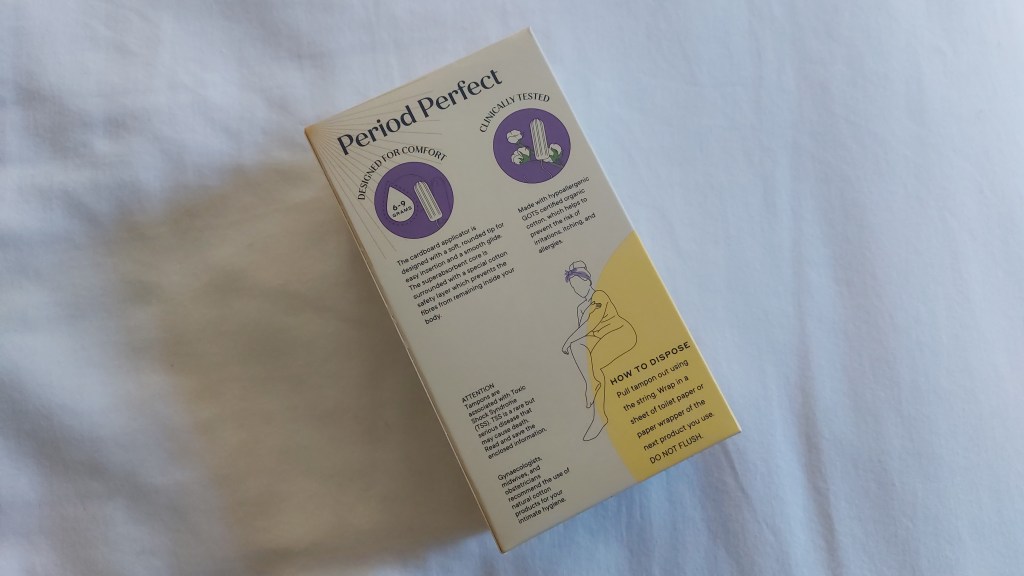 Period Perfect
DESIGNED FOR COMFORT
6-9
GRAMS
The cardboard applicator is
designed with a soft, rounded tip for
easy insertion and a smooth glide.
The superabsorbent core is
surrounded with a special cotton
safety layer which prevents the
fibres from remaining inside your
body
CLINICALLY TESTED
Made with hypoallergenic
GOTS certified organic
cotton, which helps to
prevent the risk of
irritations, itching, and
allergies.
ATTENTION
Tampons are
associated with Toxic
Shock Syndrome
(TSS). TSS is a rare but
serious disease that
may cause death.
Read and save the
enclosed information.
Gynaecologists,
midwives, and
obstetricians
recommend the use of
natural cotton
products for your
intimate hygiene.
HOW TO DISPOSE
Pull tampon out using
the string. Wrap in a
sheet of toilet paper or
paper wrapper of the
next product you use.
DO NOT FLUSH.